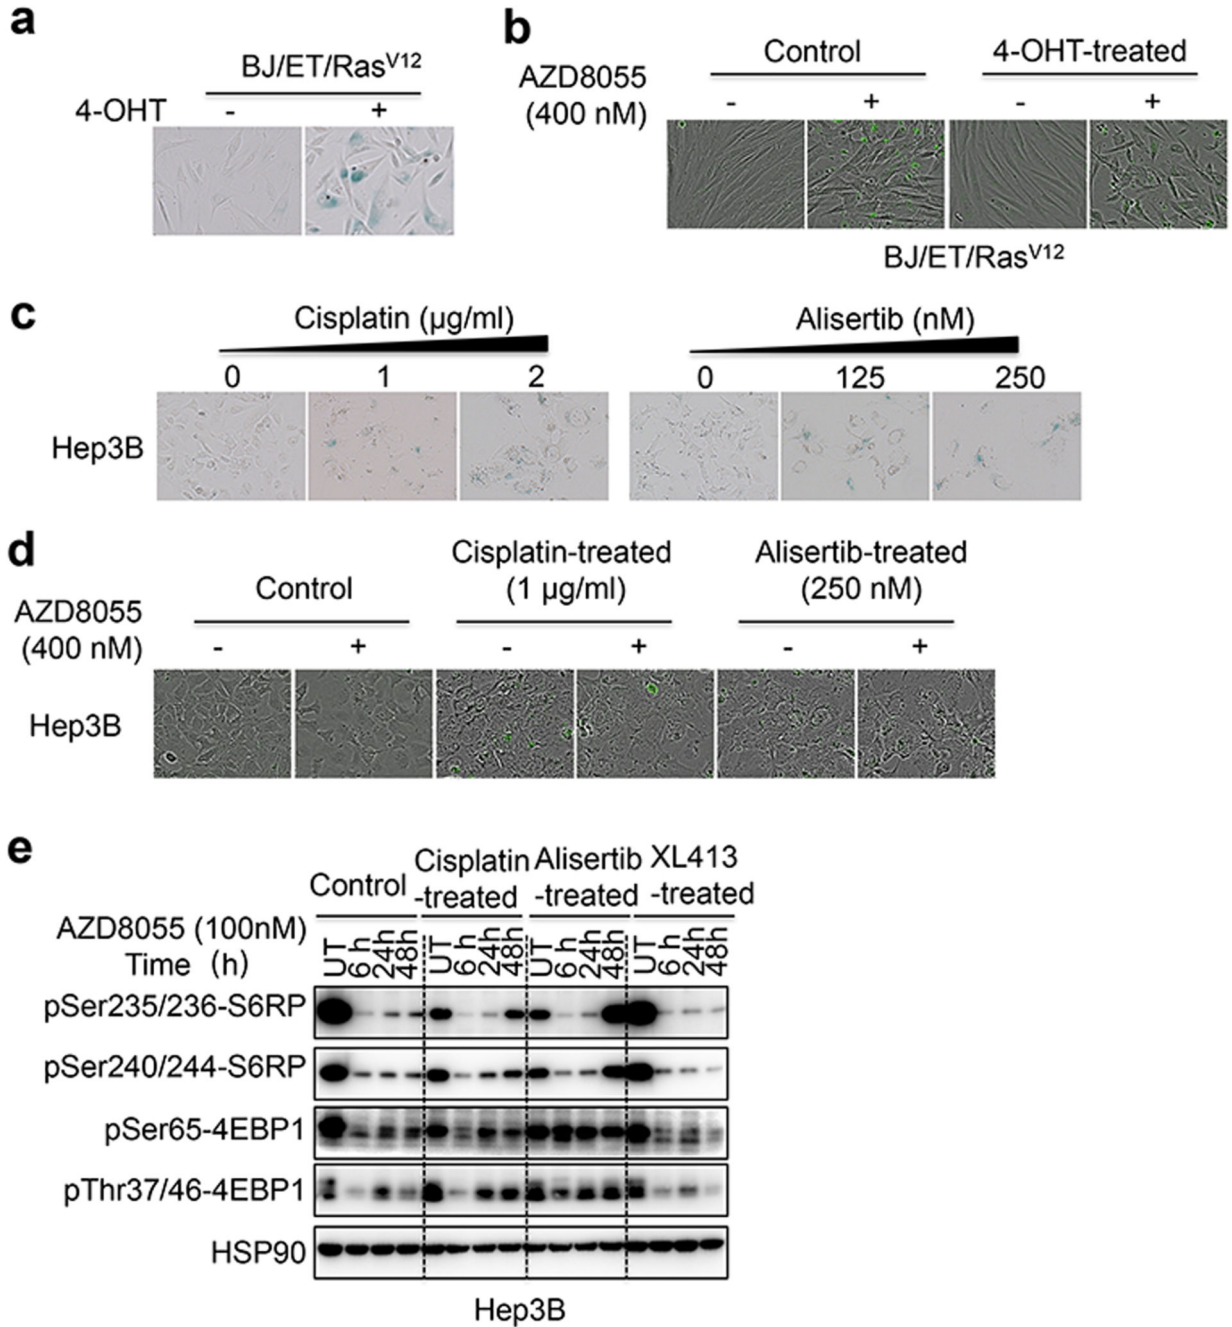 a
BJ/ET/RasV12
4-OHT - +
b
Control 4-OHT-treated
AZD8055
(400 nM) - + - +
BJ/ET/RasV12
c
Cisplatin (µg/ml) Alisertib (nM)
0 1 2 0 125 250
Hep3B
d
Cisplatin-treated Alisertib-treated
Control (1 µg/ml) (250 nM)
AZD8055
(400 nM) - + - + - +
Hep3B
e
Cisplatin Alisertib XL413
Control -treated -treated -treated
AZD8055 (100nM)
Time (h) UT 6 h 24h 48h UT 6 h 24h 48h UT 6 h 24h 48h UT 6 h 24h 48h
pSer235/236-S6RP
pSer240/244-S6RP
pSer65-4EBP1
pThr37/46-4EBP1
HSP90
Hep3B